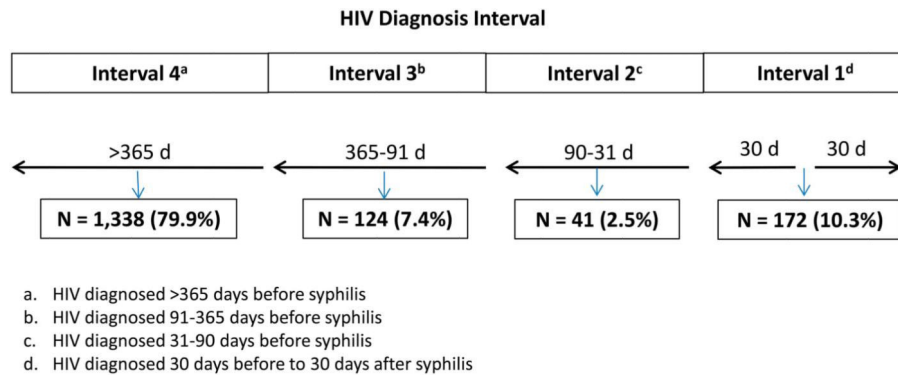 HIV Diagnosis Interval
Interval 4ᵃ Interval 3ᵇ Interval 2ᶜ Interval 1ᵈ
>365 d 365-91 d 90-31 d 30 d 30 d
N = 1,338 (79.9%) N = 124 (7.4%) N = 41 (2.5%) N = 172 (10.3%)
a. HIV diagnosed >365 days before syphilis
b. HIV diagnosed 91-365 days before syphilis
c. HIV diagnosed 31-90 days before syphilis
d. HIV diagnosed 30 days before to 30 days after syphilis